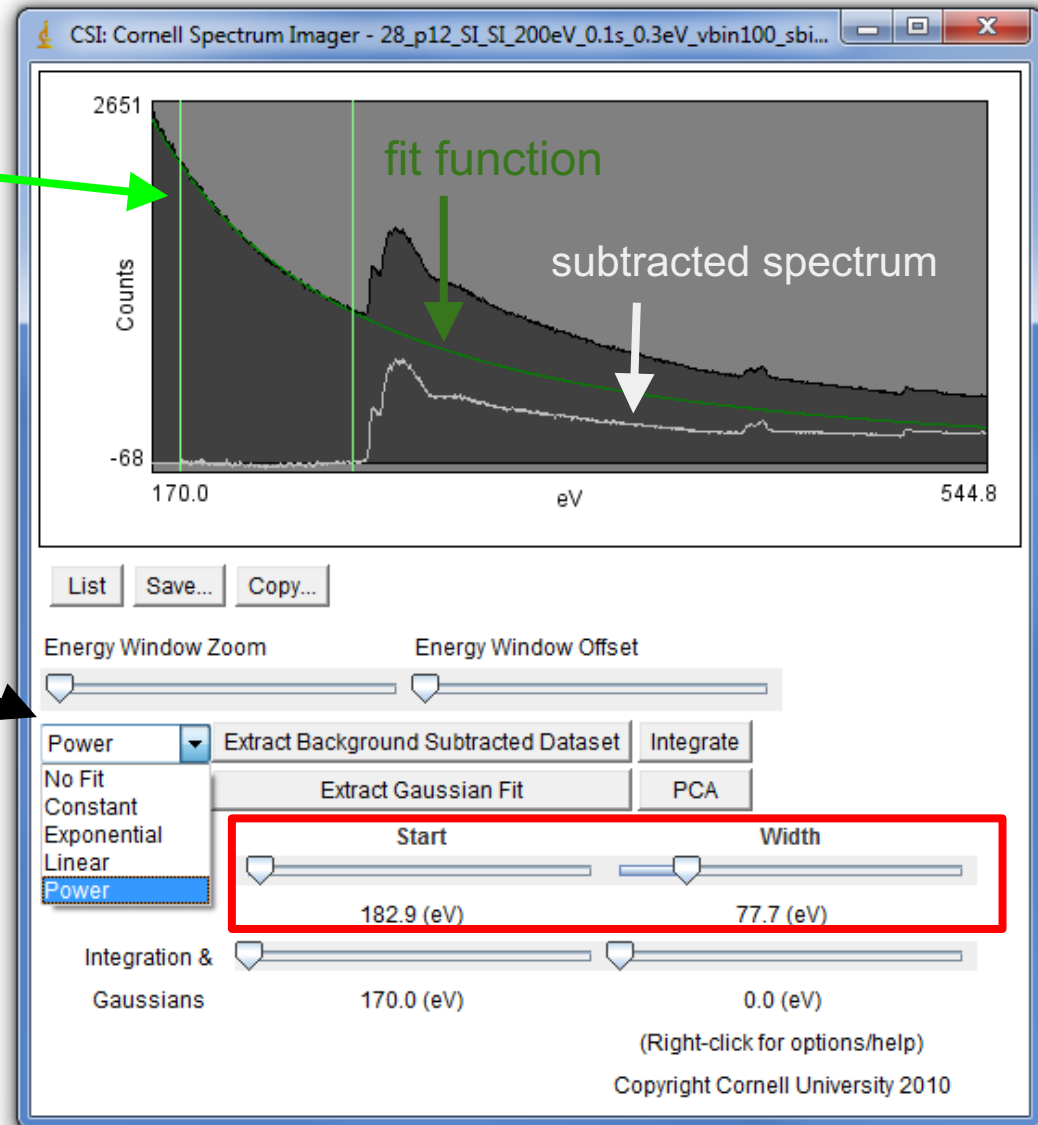 CSI: Cornell Spectrum Imager - 28_p12_SI_SI_200eV_0.1s_0.3eV_vbin100_sbi...
2651
fit function
subtracted spectrum
Counts
-68
170.0 eV 544.8
List Save... Copy...
Energy Window Zoom Energy Window Offset
Power Extract Background Subtracted Dataset Integrate
No Fit
Extract Gaussian Fit PCA
Constant
Exponential
Start Width
Linear
Power
182.9 (eV) 77.7 (eV)
Integration &
Gaussians 170.0 (eV) 0.0 (eV)
(Right-click for options/help)
Copyright Cornell University 2010